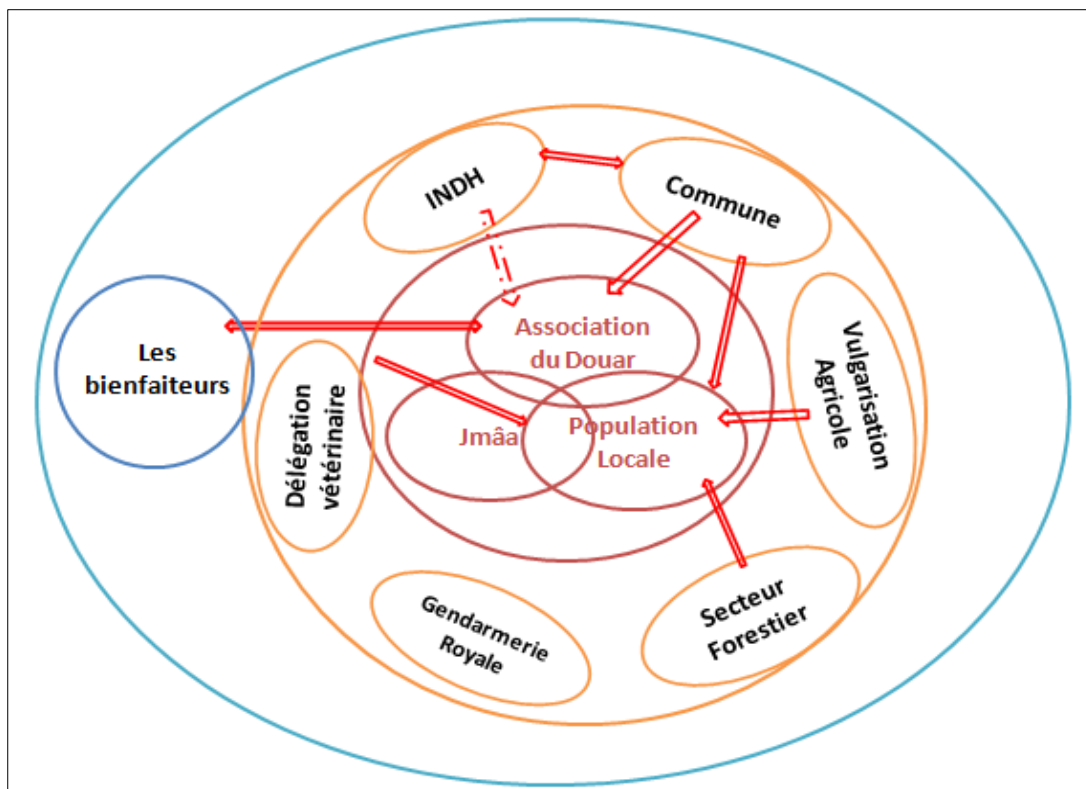 INDH
Commune
Association
du Douar
Les
bienfaiteurs
Vulgarisation
Agricole
Jmâa
Population
Locale
Délégation
vétérinaire
Gendarmerie
Royale
Secteur
Forestier